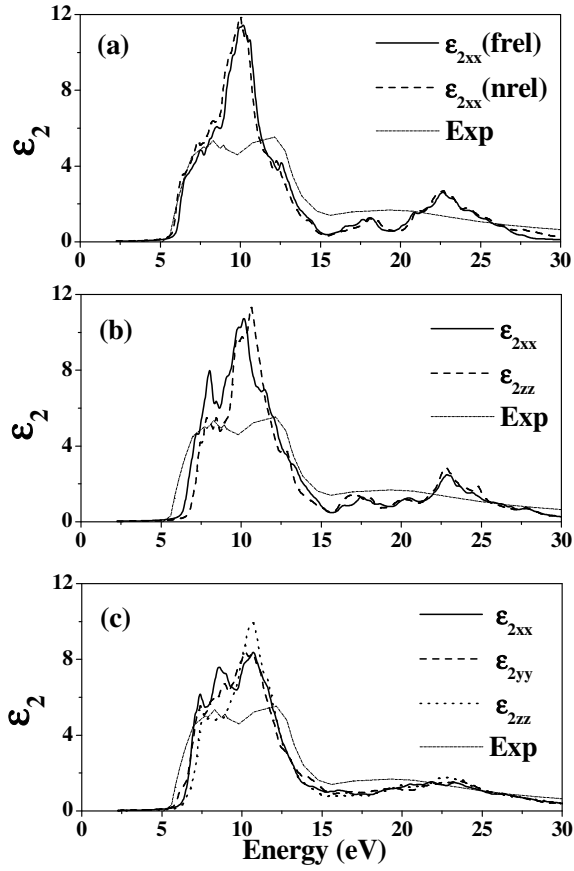 12
(a)
ε2xx(frel)
ε2xx(nrel)
Exp
8
ε2
4
0
0 5 10 15 20 25 30
12
(b)
ε2xx
ε2zz
Exp
8
ε2
4
0
0 5 10 15 20 25 30
12
(c)
ε2xx
ε2yy
ε2zz
Exp
8
ε2
4
0
0 5 10 15 20 25 30
Energy (eV)